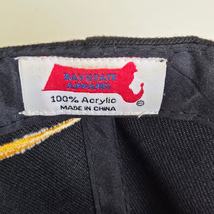 BAY STATE
APPAREL
100% Acrylic
MADE IN CHINA
®